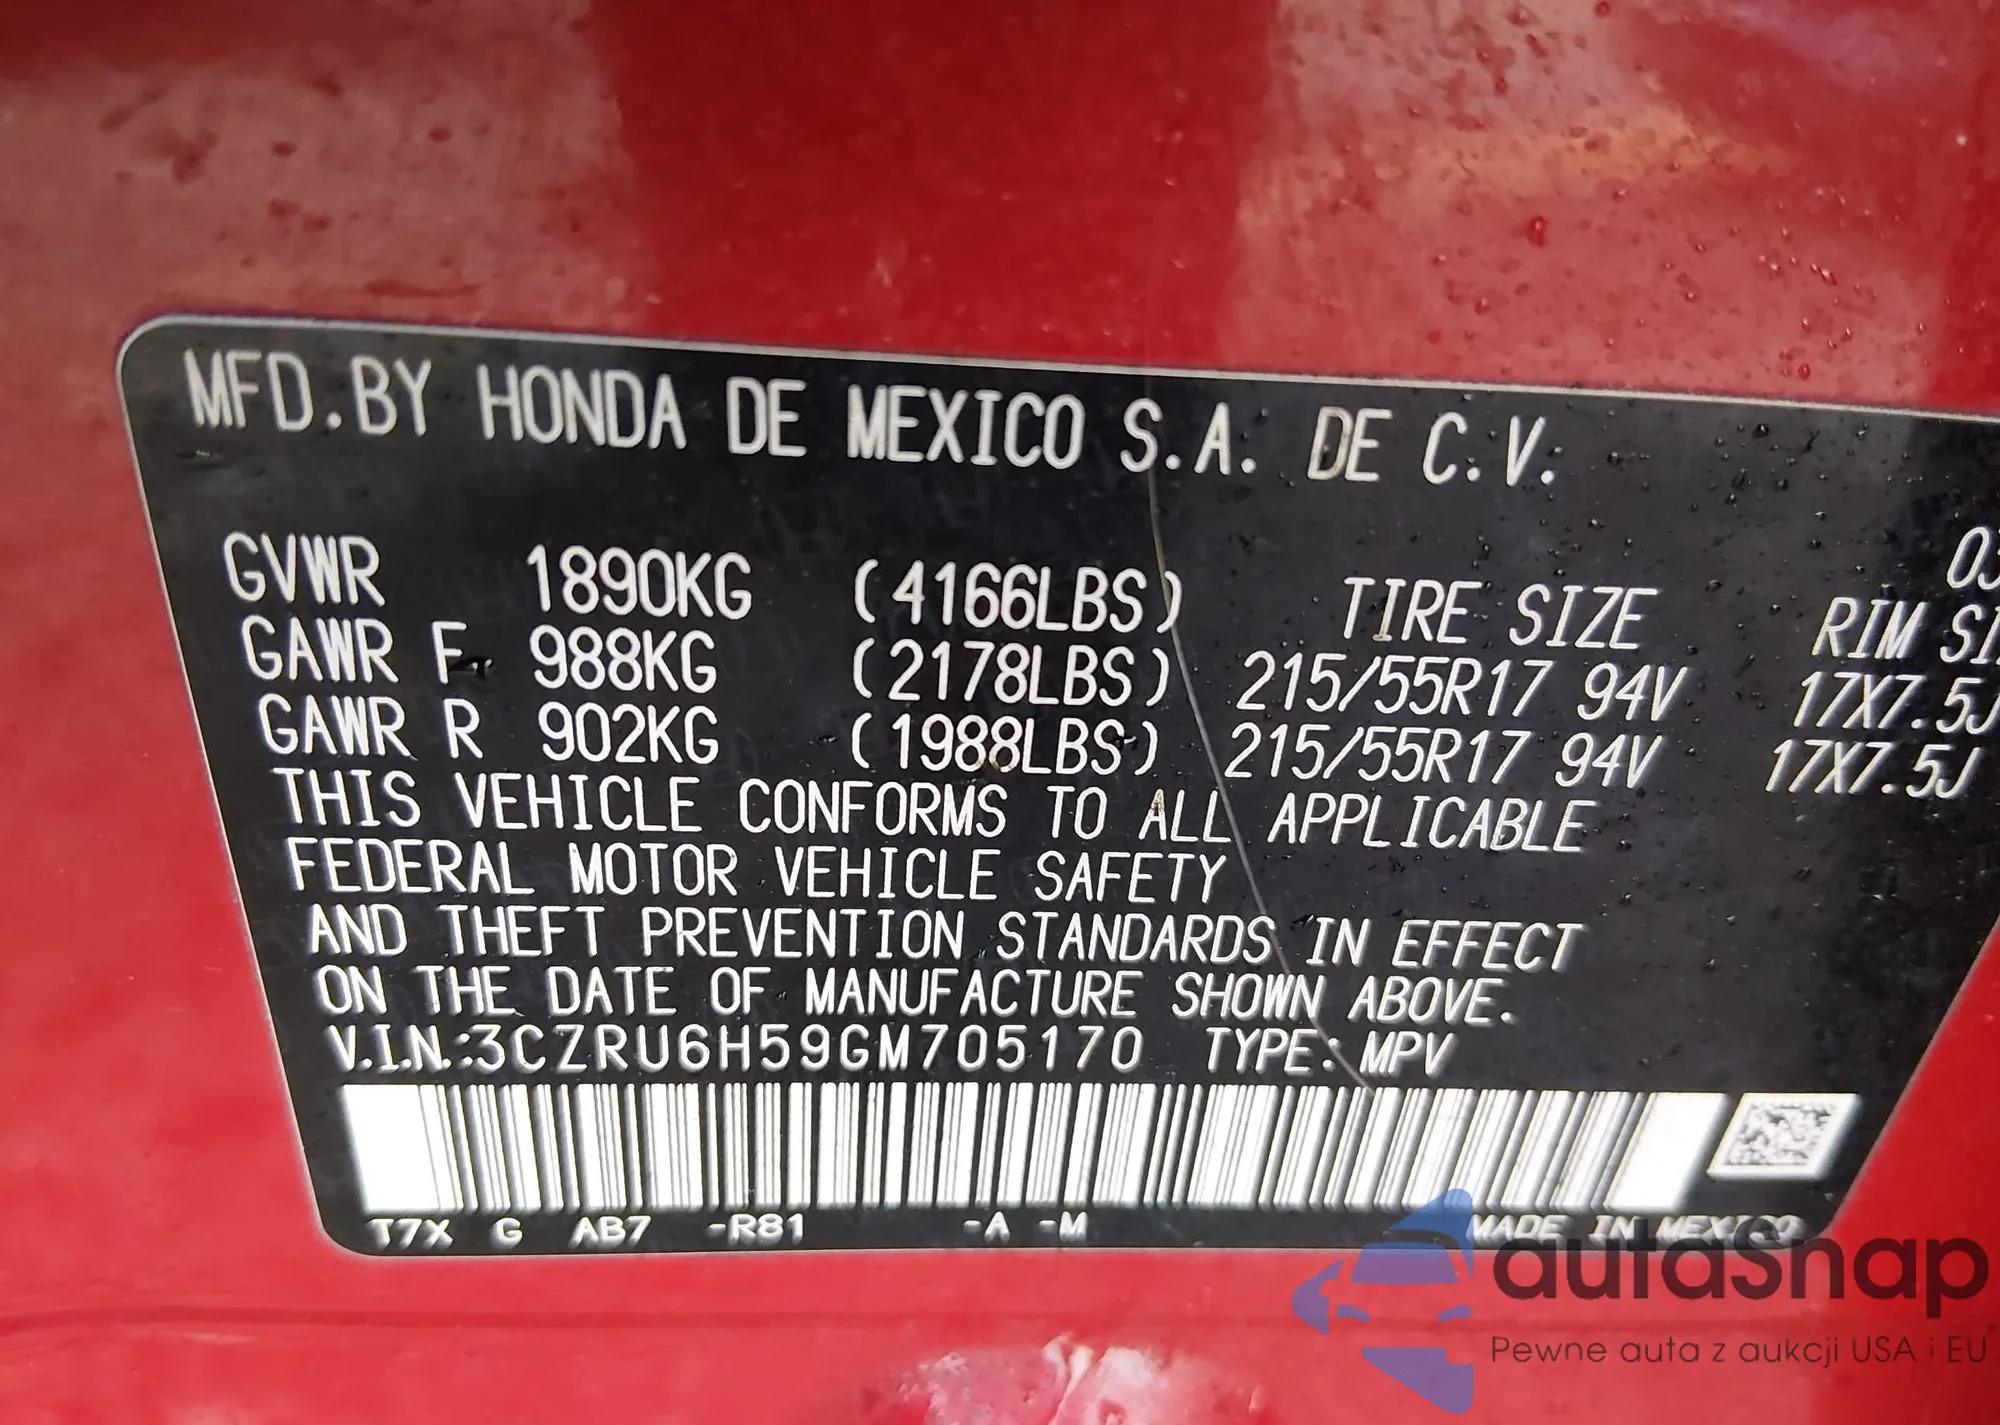 MFD.BY HONDA DE MEXICO S.A. DE C.V.
GVWR 1890KG (4166LBS) TIRE SIZE RIM
GAWR F 988KG (2178LBS) 215/55R17 94V 17X7.5J
GAWR R 902KG (1988LBS) 215/55R17 94V 17X7.5J
THIS VEHICLE CONFORMS TO ALL APPLICABLE
FEDERAL MOTOR VEHICLE SAFETY
AND THEFT PREVENTION STANDARDS IN EFFECT
ON THE DATE OF MANUFACTURE SHOWN ABOVE.
V.I.N.:3CZRU6H59GM705170 TYPE: MPV
T7X G AB7 -R81 -A -M MADE IN MEXICO
autoSnap
Pewne auta z aukcji USA i EU